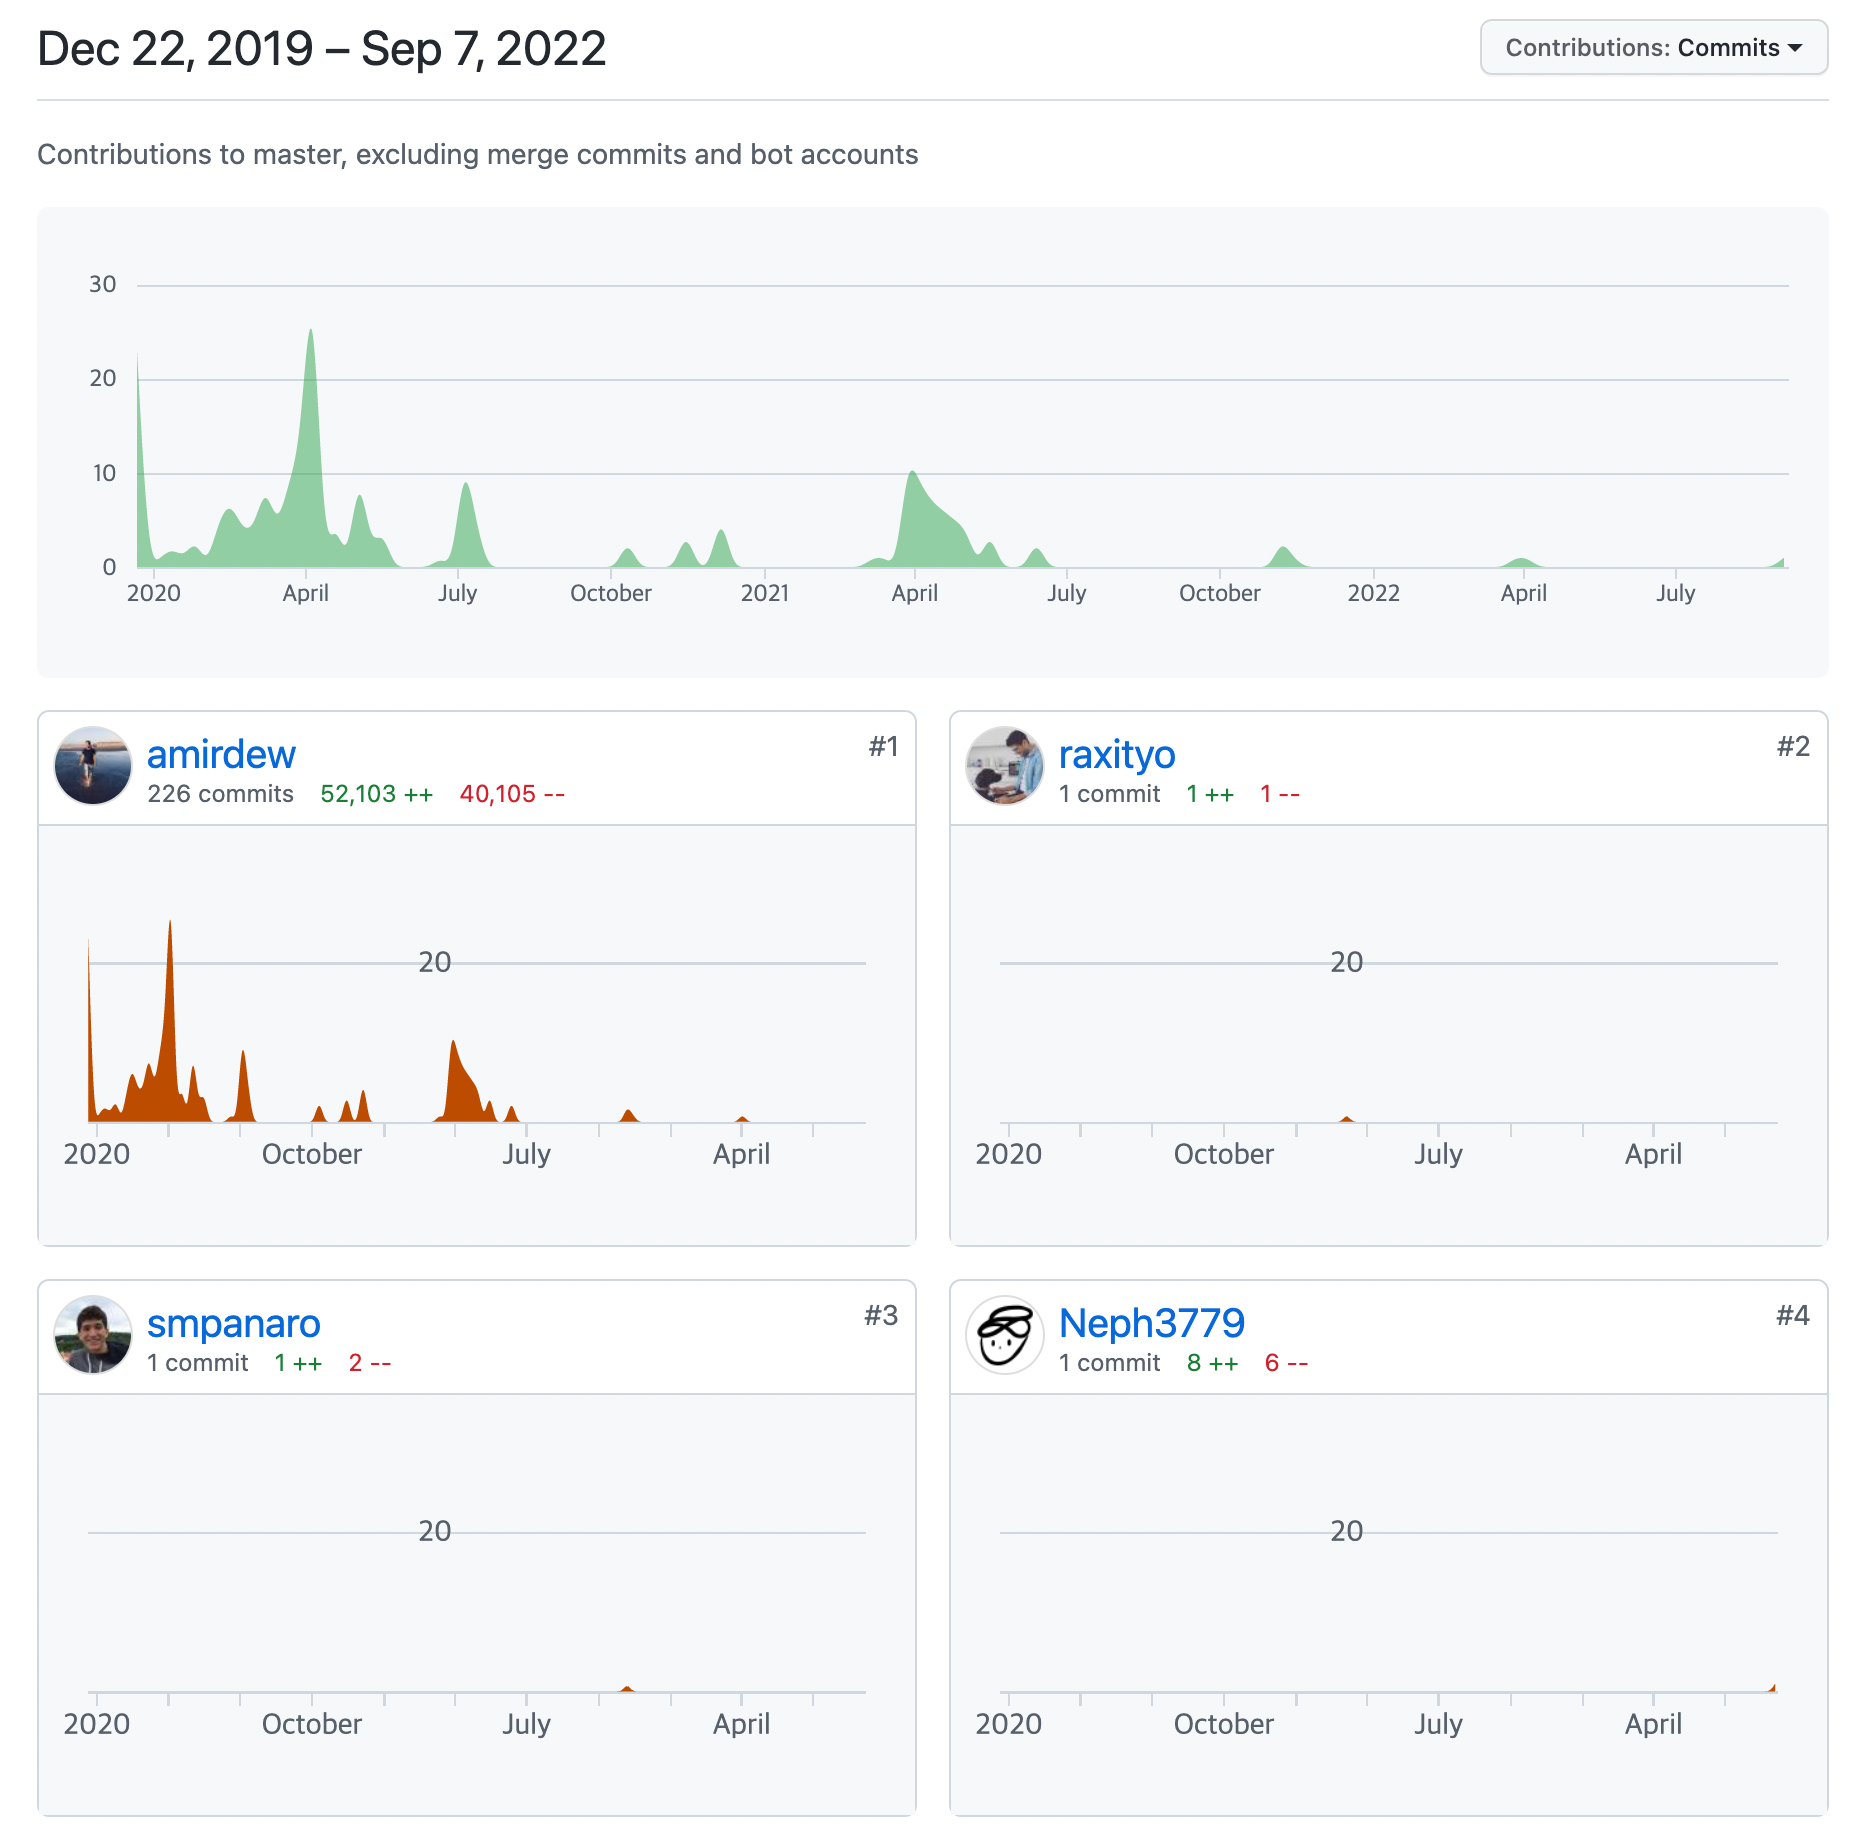 Dec 22, 2019 – Sep 7, 2022
Contributions: Commits
Contributions to master, excluding merge commits and bot accounts
30
20
10
0
2020 April July October 2021 April July October 2022 April July
amirdew
#1
226 commits 52,103 ++ 40,105 --
20
2020 October July April
raxityo
#2
1 commit 1 ++ 1 --
20
2020 October July April
smpanaro
#3
1 commit 1 ++ 2 --
20
2020 October July April
Neph3779
#4
1 commit 8 ++ 6 --
20
2020 October July April